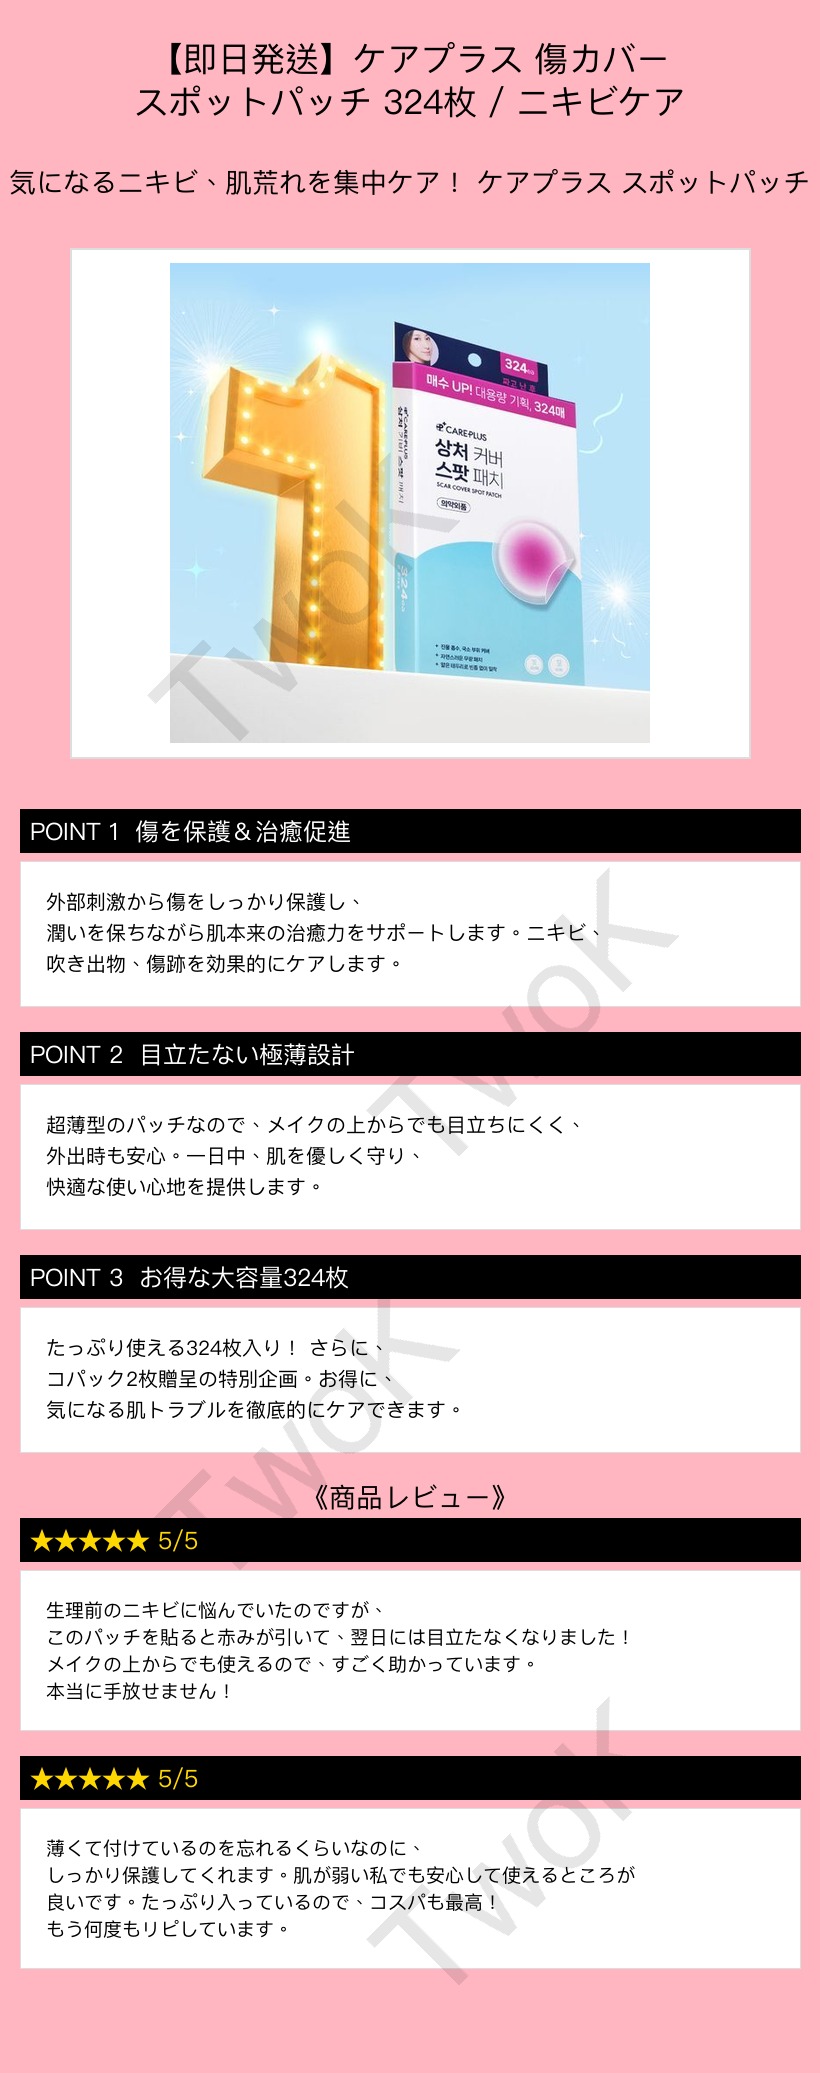 【即日発送】ケアプラス 傷カバー
スポットパッチ 324枚 / ニキビケア
気になるニキビ、肌荒れを集中ケア！ ケアプラス スポットパッチ
324
매수 UP! 대용량 기획, 324매
CAREPLUS
상처 커버
스팟 패치
SCAR COVER SPOT PATCH
의약외품
CAREPLUS
상처 커버 스팟 패치
324
TwoK
POINT 1 傷を保護＆治癒促進
外部刺激から傷をしっかり保護し、
潤いを保ちながら肌本来の治癒力をサポートします。ニキビ、
吹き出物、傷跡を効果的にケアします。
TwoK
POINT 2 目立たない極薄設計
超薄型のパッチなので、メイクの上からでも目立ちにくく、
外出時も安心。一日中、肌を優しく守り、
快適な使い心地を提供します。
POINT 3 お得な大容量324枚
たっぷり使える324枚入り！ さらに、
コパック2枚贈呈の特別企画。お得に、
気になる肌トラブルを徹底的にケアできます。
TwoK
《商品レビュー》
★★★★★ 5/5
生理前のニキビに悩んでいたのですが、
このパッチを貼ると赤みが引いて、翌日には目立たなくなりました！
メイクの上からでも使えるので、すごく助かっています。
本当に手放せません！
★★★★★ 5/5
薄くて付けているのを忘れるくらいなのに、
しっかり保護してくれます。肌が弱い私でも安心して使えるところが
良いです。たっぷり入っているので、コスパも最高！
もう何度もリピしています。
TwoK